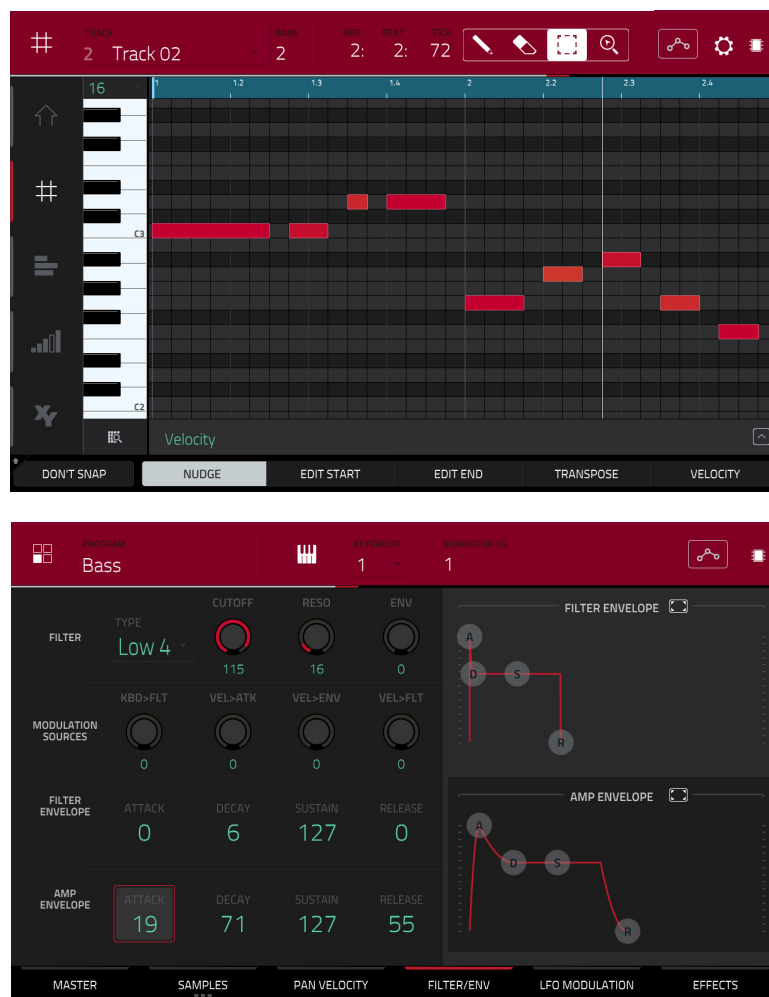 TRACK BARS BAR BEAT TICK
2 Track 02 2 2: 2: 72
16 1 1.2 1.3 1.4 2 2.2 2.3 2.4
C3
C2
Velocity
DON'T SNAP NUDGE EDIT START EDIT END TRANSPOSE VELOCITY
PROGRAM KEYGROUP NUMBER OF KG
Bass 1 1
CUTOFF RESO ENV
FILTER TYPE
Low 4
115 16 0
KBD>FLT VEL>ATK VEL>ENV VEL>FLT
MODULATION
SOURCES
0 0 0 0
FILTER
ENVELOPE
ATTACK DECAY SUSTAIN RELEASE
0 6 127 0
AMP
ENVELOPE
ATTACK DECAY SUSTAIN RELEASE
19 71 127 55
FILTER ENVELOPE
A
D S
R
AMP ENVELOPE
A
D S
R
MASTER SAMPLES PAN VELOCITY FILTER/ENV LFO MODULATION EFFECTS
XY